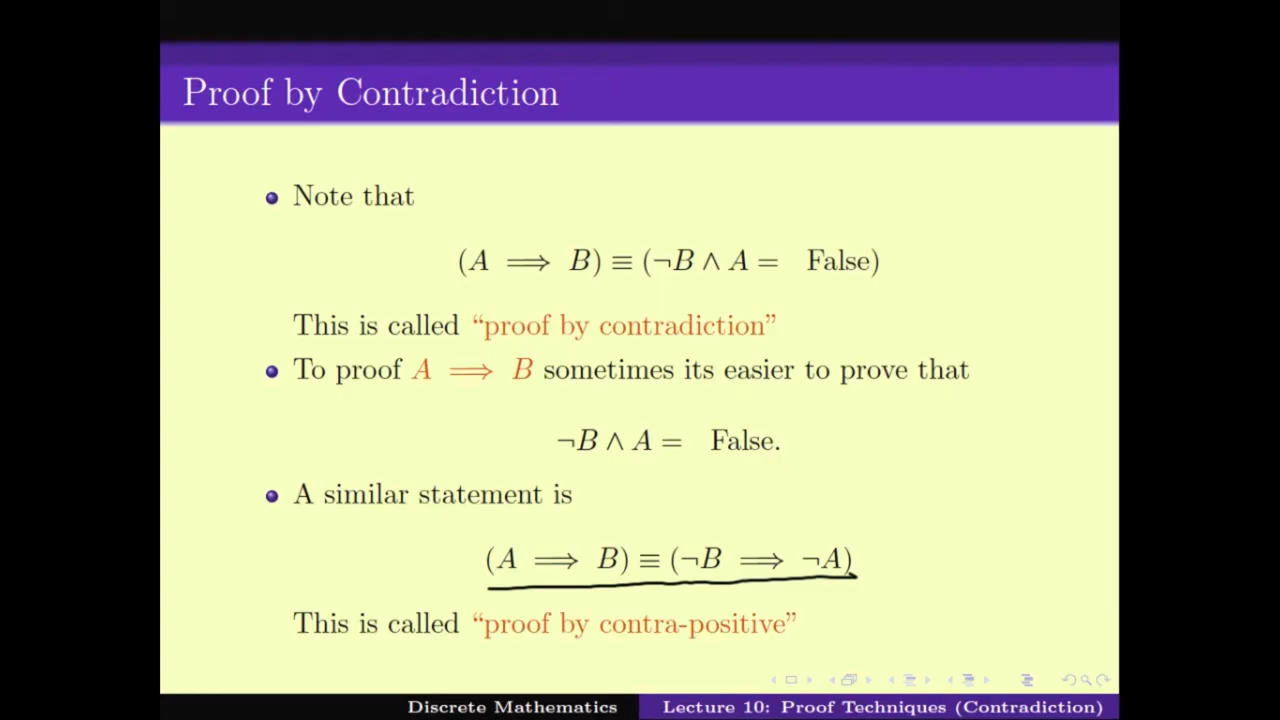 Proof by Contradiction
Note that
(A ⟹ B) ≡ (¬B ∧ A = False)
This is called “proof by contradiction”
To proof A ⟹ B sometimes its easier to prove that
¬B ∧ A = False.
A similar statement is
(A ⟹ B) ≡ (¬B ⟹ ¬A)
This is called “proof by contra-positive”
Discrete Mathematics
Lecture 10: Proof Techniques (Contradiction)